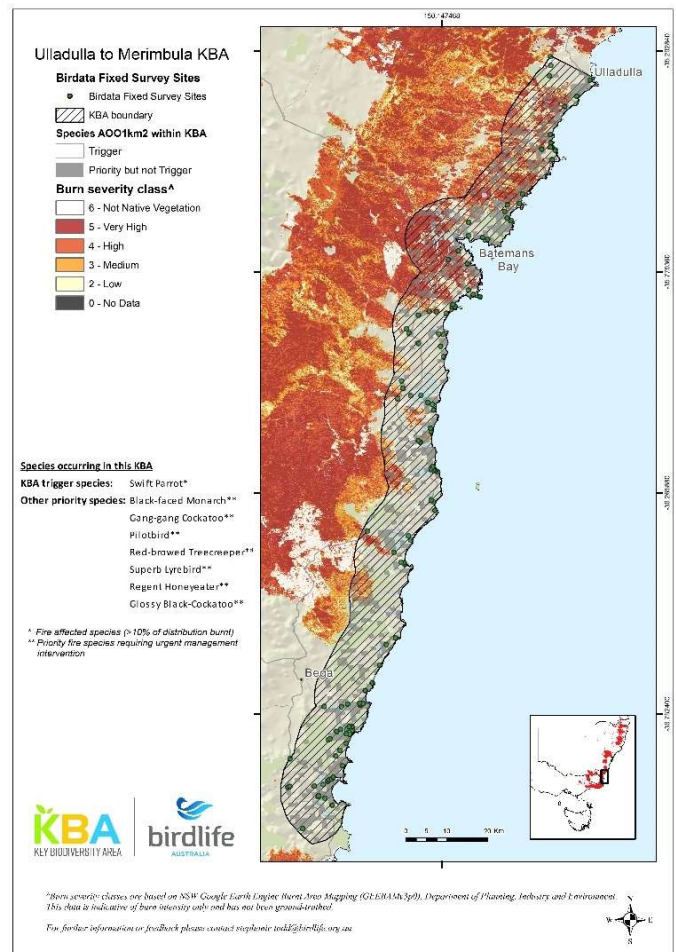 Ulladulla to Merimbula KBA
Birdata Fixed Survey Sites
Birdata Fixed Survey Sites
KBA boundary
Species AOO1km2 within KBA
Trigger
Priority but not Trigger
Burn severity class^
6 - Not Native Vegetation
5 - Very High
4 - High
3 - Medium
2 - Low
0 - No Data
Species occurring in this KBA
KBA trigger species: Swift Parrot*
Other priority species: Black-faced Monarch**
Gang-gang Cockatoo**
Pilotbird**
Red-browed Treecreeper**
Superb Lyrebird**
Regent Honeyeater**
Glossy Black-Cockatoo**
* Fire affected species (>10% of distribution burnt)
** Priority fire species requiring urgent management
intervention
KBA
KEY BIODIVERSITY AREA
birdlife
AUSTRALIA
150.147468
Ulladulla
Batemans
Bay
Bega
0 5 10 20 Km
N
W E
S
^Burn severity classes are based on NSW Google Earth Engine Burnt Area Mapping (GEEBAMv3p0), Department of Planning, Industry and Environment.
This data is indicative of burn intensity only and has not been ground-truthed.
For further information or feedback please contact stephanie.todd@birdlife.org.au